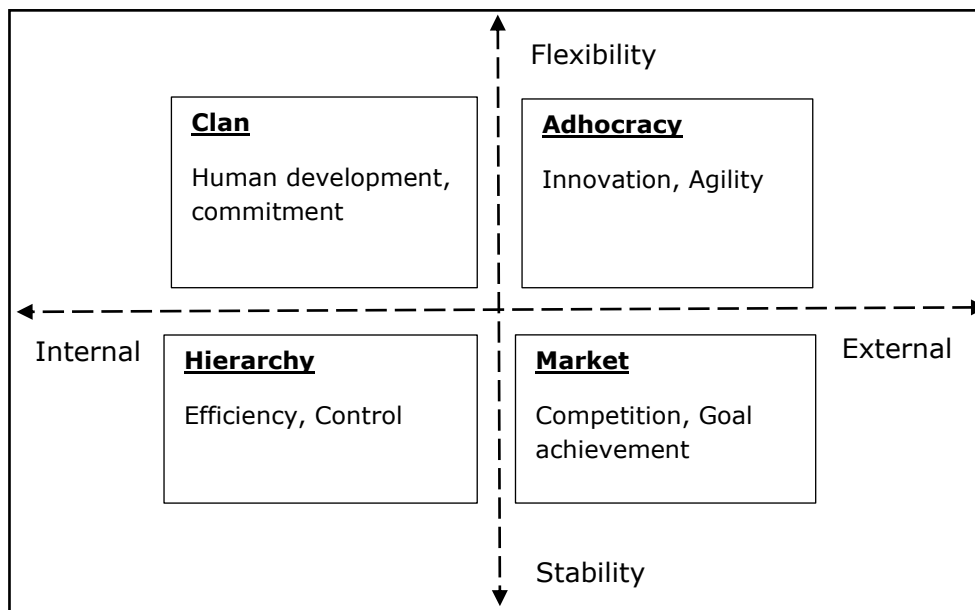 Flexibility
Clan
Human development,
commitment
Adhocracy
Innovation, Agility
Internal
External
Hierarchy
Efficiency, Control
Market
Competition, Goal
achievement
Stability